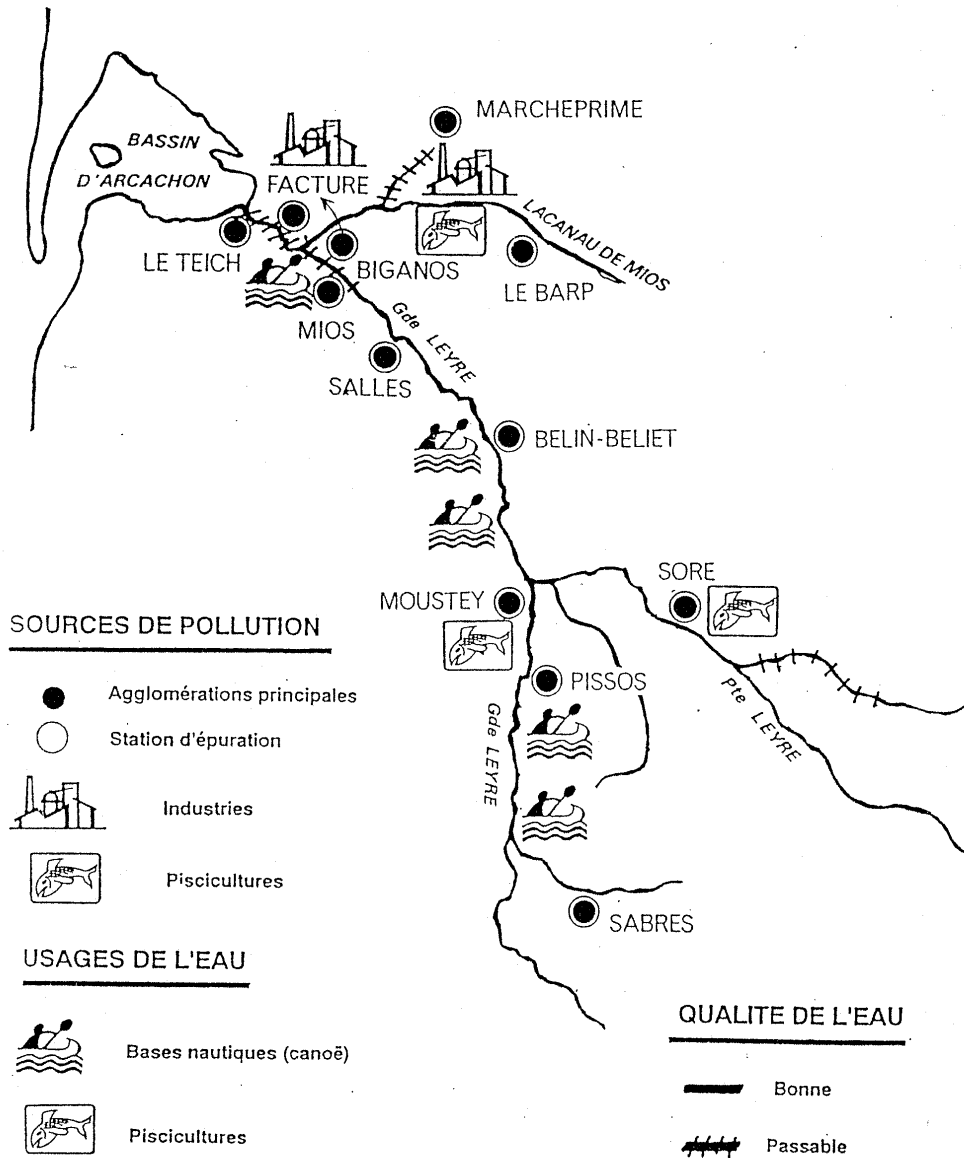 MARCHEPRIME
BASSIN
D'ARCACHON
FACTURE
LACANAU DE MIOS
LE TEICH
BIGANOS
LE BARP
MIOS
Gde LEYRE
SALLES
BELIN-BELIET
SORE
MOUSTEY
PISSOS
Gde LEYRE
Pte LEYRE
SABRES
SOURCES DE POLLUTION
Agglomérations principales
Station d'épuration
Industries
Piscicultures
USAGES DE L'EAU
Bases nautiques (canoë)
Piscicultures
QUALITE DE L'EAU
Bonne
Passable